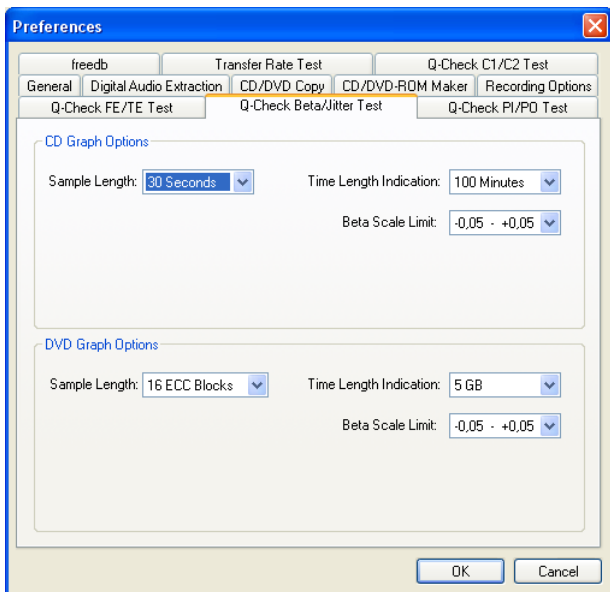 Preferences
freedb Transfer Rate Test Q-Check C1/C2 Test
General Digital Audio Extraction CD/DVD Copy CD/DVD-ROM Maker Recording Options
Q-Check FE/TE Test Q-Check Beta/Jitter Test Q-Check PI/PO Test
CD Graph Options
Sample Length: 30 Seconds Time Length Indication: 100 Minutes
Beta Scale Limit: -0,05 - +0,05
DVD Graph Options
Sample Length: 16 ECC Blocks Time Length Indication: 5 GB
Beta Scale Limit: -0,05 - +0,05
OK Cancel